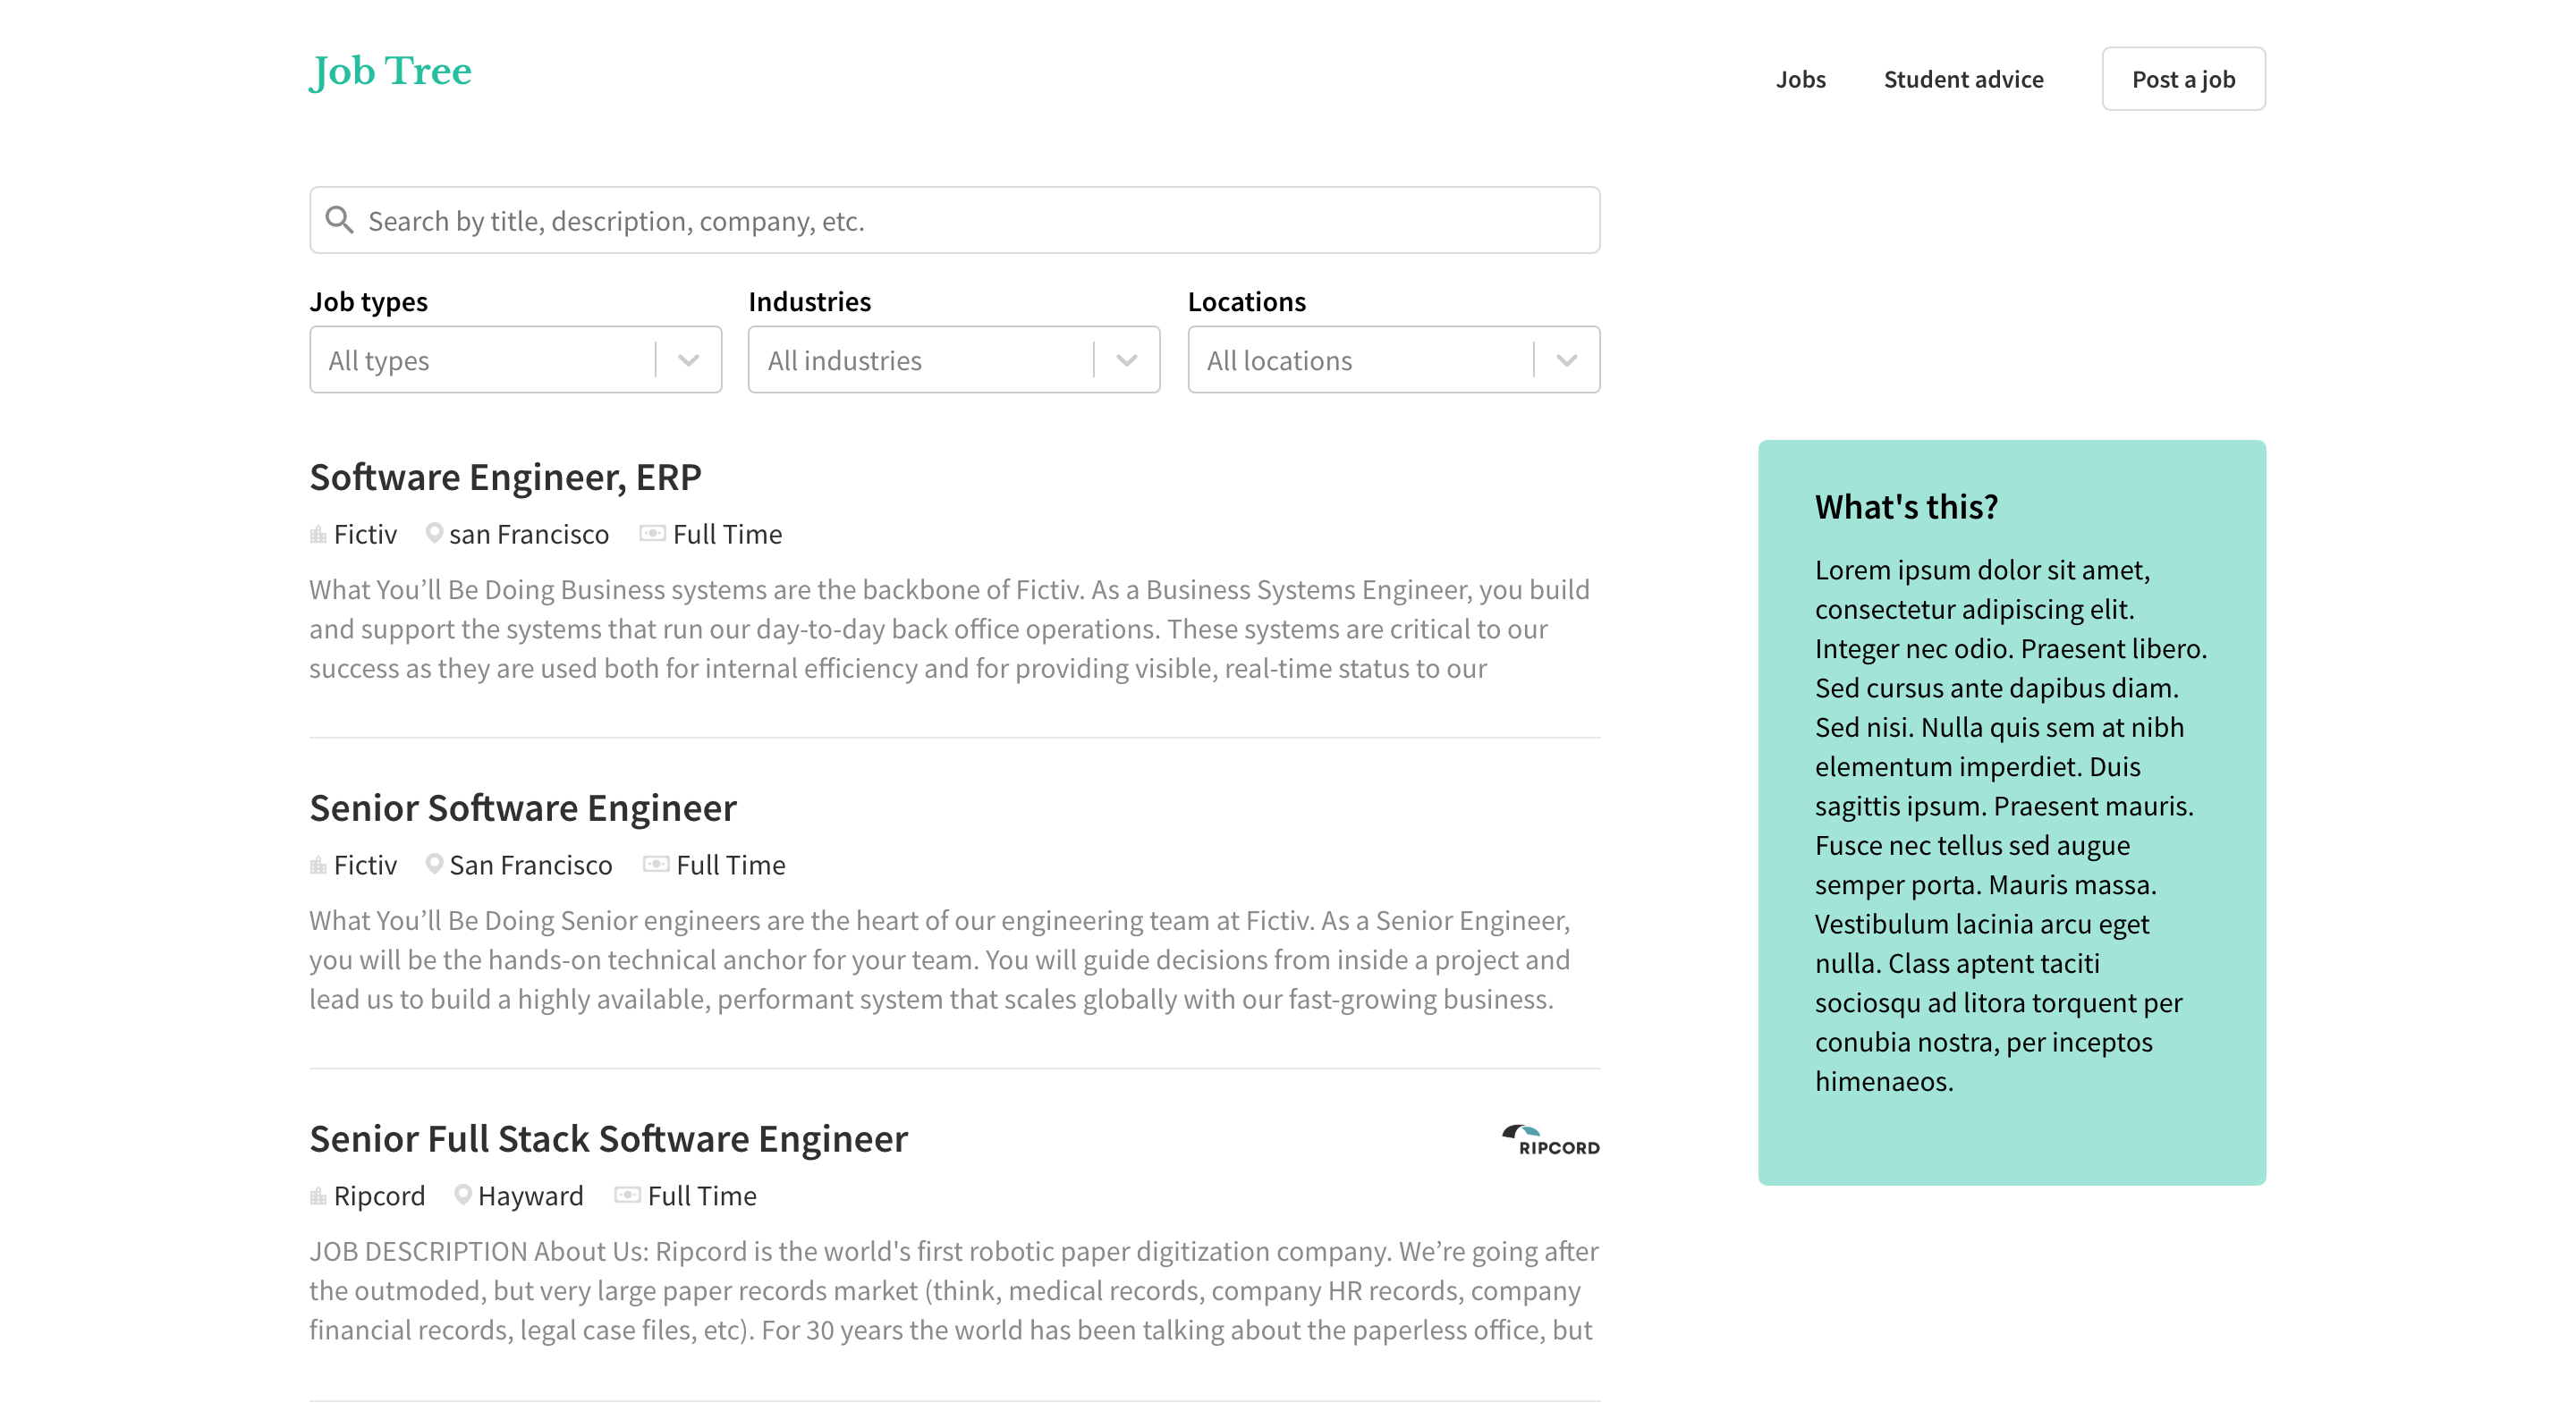 Job Tree
Jobs
Student advice
Post a job
Search by title, description, company, etc.
Job types
Industries
Locations
All types
All industries
All locations
Software Engineer, ERP
Fictiv san Francisco Full Time
What You’ll Be Doing Business systems are the backbone of Fictiv. As a Business Systems Engineer, you build
and support the systems that run our day-to-day back office operations. These systems are critical to our
success as they are used both for internal efficiency and for providing visible, real-time status to our
Senior Software Engineer
Fictiv San Francisco Full Time
What You’ll Be Doing Senior engineers are the heart of our engineering team at Fictiv. As a Senior Engineer,
you will be the hands-on technical anchor for your team. You will guide decisions from inside a project and
lead us to build a highly available, performant system that scales globally with our fast-growing business.
Senior Full Stack Software Engineer
RIPCORD
Ripcord Hayward Full Time
JOB DESCRIPTION About Us: Ripcord is the world's first robotic paper digitization company. We’re going after
the outmoded, but very large paper records market (think, medical records, company HR records, company
financial records, legal case files, etc). For 30 years the world has been talking about the paperless office, but
What's this?
Lorem ipsum dolor sit amet,
consectetur adipiscing elit.
Integer nec odio. Praesent libero.
Sed cursus ante dapibus diam.
Sed nisi. Nulla quis sem at nibh
elementum imperdiet. Duis
sagittis ipsum. Praesent mauris.
Fusce nec tellus sed augue
semper porta. Mauris massa.
Vestibulum lacinia arcu eget
nulla. Class aptent taciti
sociosqu ad litora torquent per
conubia nostra, per inceptos
himenaeos.